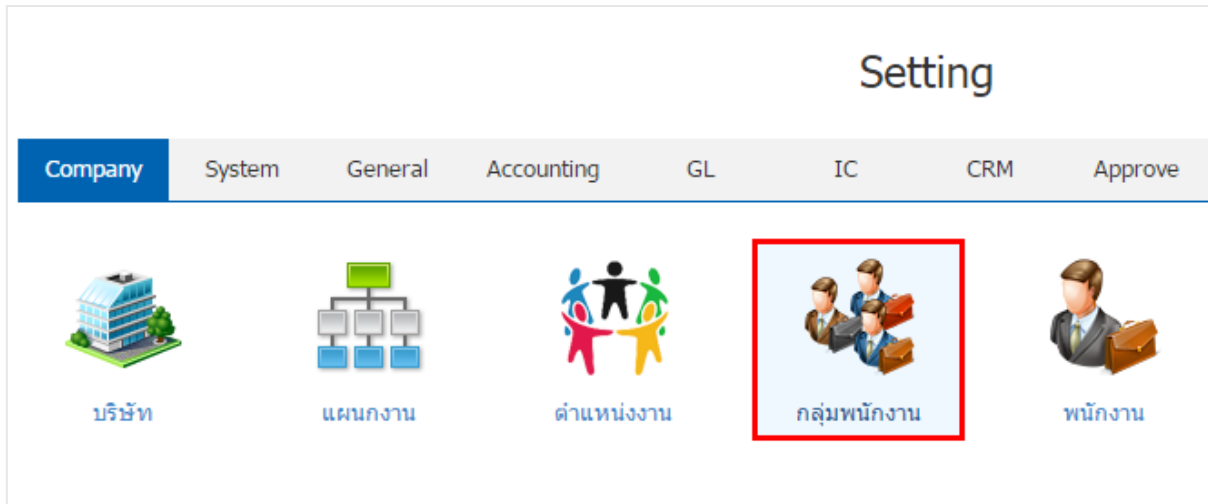 Setting
Company System General Accounting GL IC CRM Approve
บริษัท แผนกงาน ตำแหน่งงาน กลุ่มพนักงาน พนักงาน